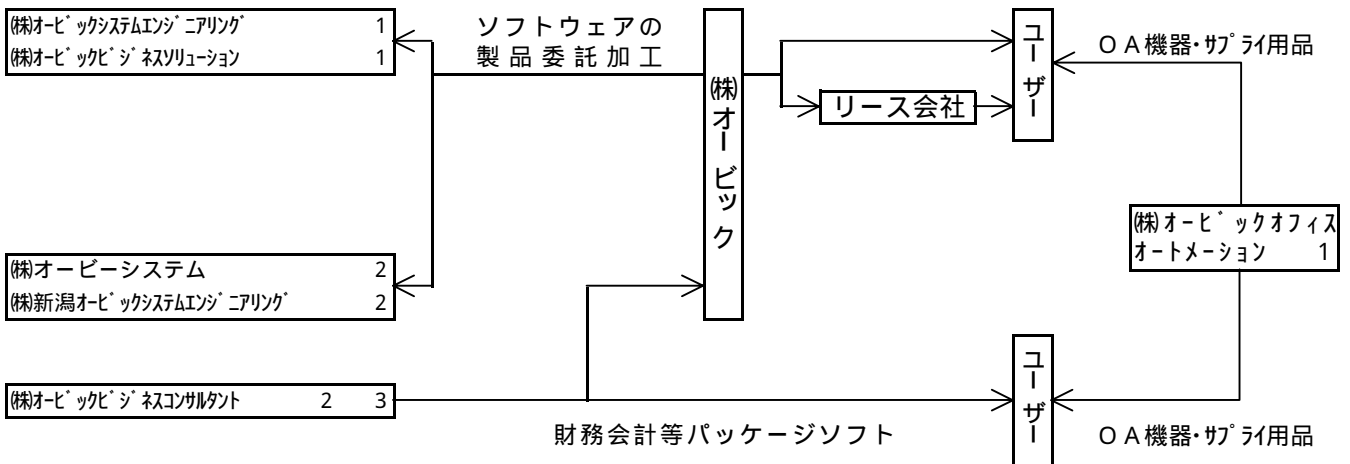 ㈱オービックシステムエンジニアリング 1
㈱オービックビジネスソリューション 1
ソフトウェアの
製品委託加工
㈱オービック
ユーザー
リース会社
ＯＡ機器・サプライ用品
㈱オービックオフィス
オートメーション 1
㈱オービーシステム 2
㈱新潟オービックシステムエンジニアリング 2
㈱オービックビジネスコンサルタント 2 3
財務会計等パッケージソフト
ユーザー
ＯＡ機器・サプライ用品